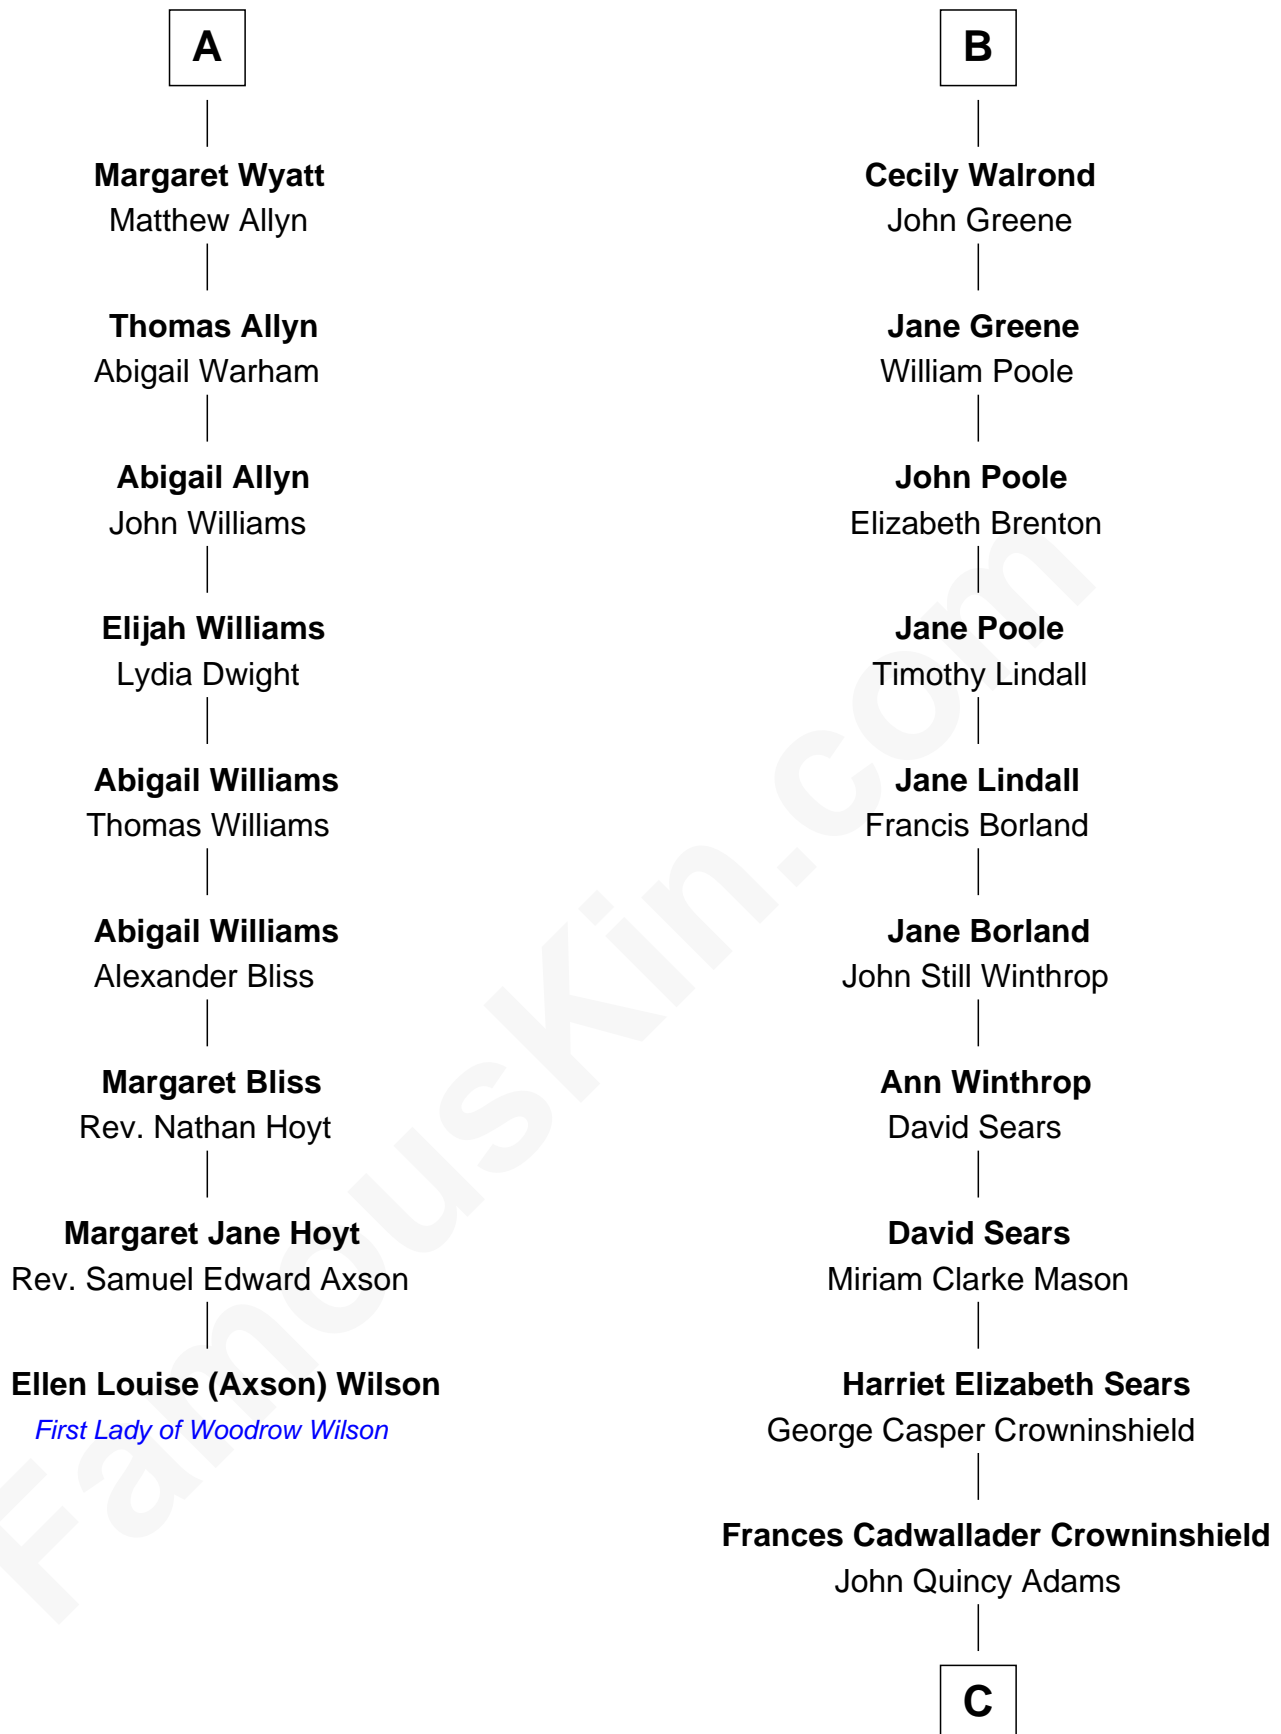 A
Margaret Wyatt
Matthew Allyn
Thomas Allyn
Abigail Warham
Abigail Allyn
John Williams
Elijah Williams
Lydia Dwight
Abigail Williams
Thomas Williams
Abigail Williams
Alexander Bliss
Margaret Bliss
Rev. Nathan Hoyt
Margaret Jane Hoyt
Rev. Samuel Edward Axson
Ellen Louise (Axson) Wilson
First Lady of Woodrow Wilson
B
Cecily Walrond
John Greene
Jane Greene
William Poole
John Poole
Elizabeth Brenton
Jane Poole
Timothy Lindall
Jane Lindall
Francis Borland
Jane Borland
John Still Winthrop
Ann Winthrop
David Sears
David Sears
Miriam Clarke Mason
Harriet Elizabeth Sears
George Casper Crowninshield
Frances Cadwallader Crowninshield
John Quincy Adams
C
FamousKin.com